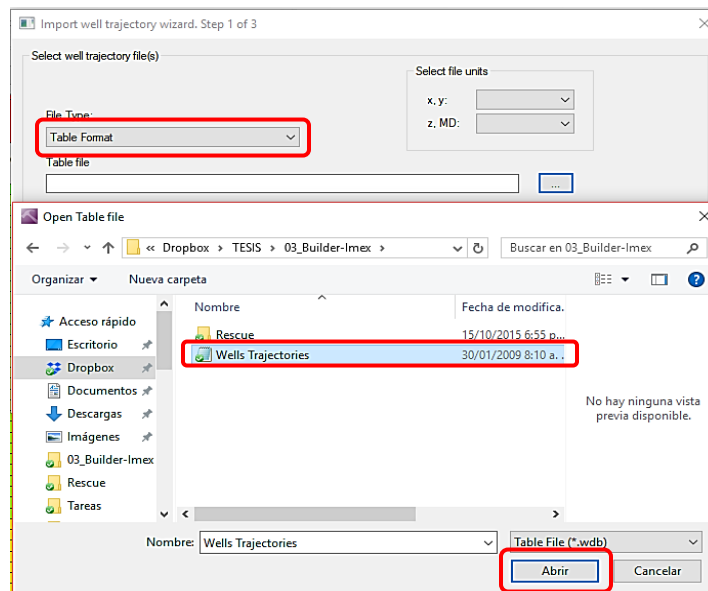 Import well trajectory wizard. Step 1 of 3
Select well trajectory file(s)
Select file units
x, y:
z, MD:
File Type:
Table Format
Table file
...
Open Table file
« Dropbox > TESIS > 03_Builder-Imex >
Buscar en 03_Builder-Imex
Organizar
Nueva carpeta
Nombre
Fecha de modifica.
Acceso rápido
Escritorio
Dropbox
Documentos
Descargas
Imágenes
03_Builder-Imex
Rescue
Tareas
Rescue
15/10/2015 6:55 p...
Wells Trajectories
30/01/2009 8:10 a. .
No hay ninguna vista
previa disponible.
Nombre:
Wells Trajectories
Table File (*.wdb)
Abrir
Cancelar